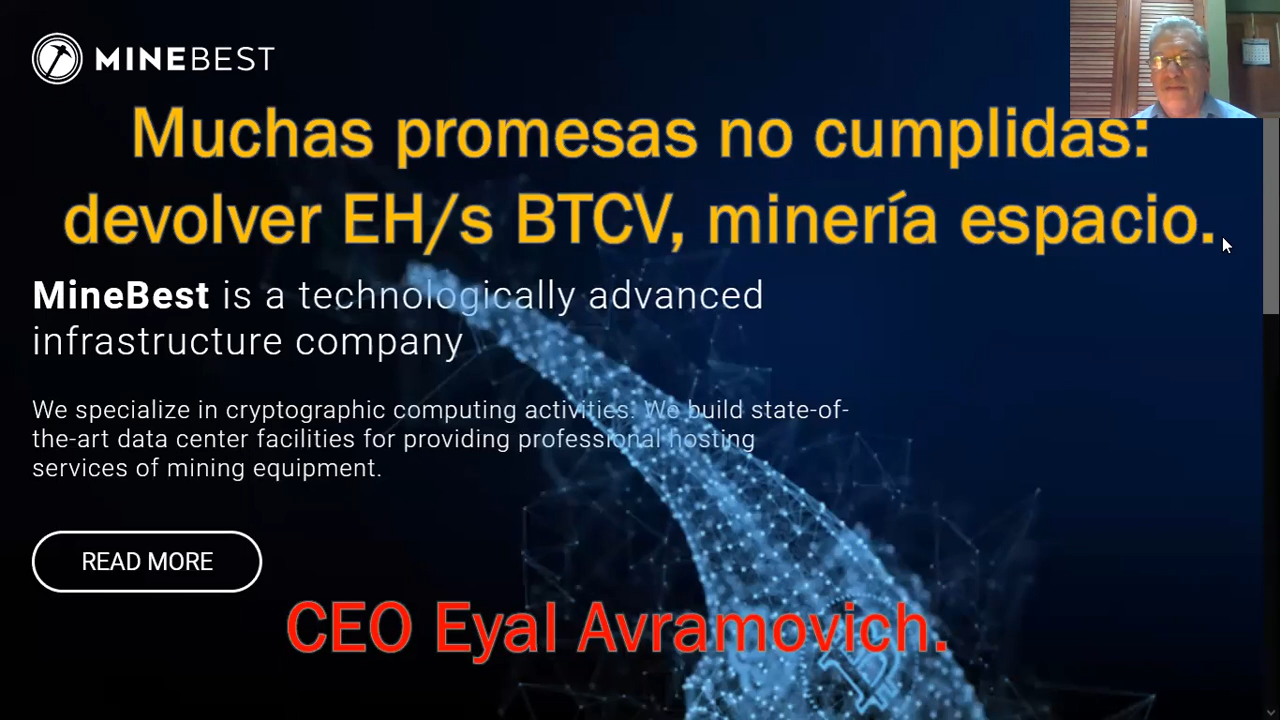 MINEBEST
Muchas promesas no cumplidas:
devolver EH/s BTCV, minería espacio.
MineBest is a technologically advanced
infrastructure company
We specialize in cryptographic computing activities. We build state-of-
the-art data center facilities for providing professional hosting
services of mining equipment.
READ MORE
CEO Eyal Avramovich.